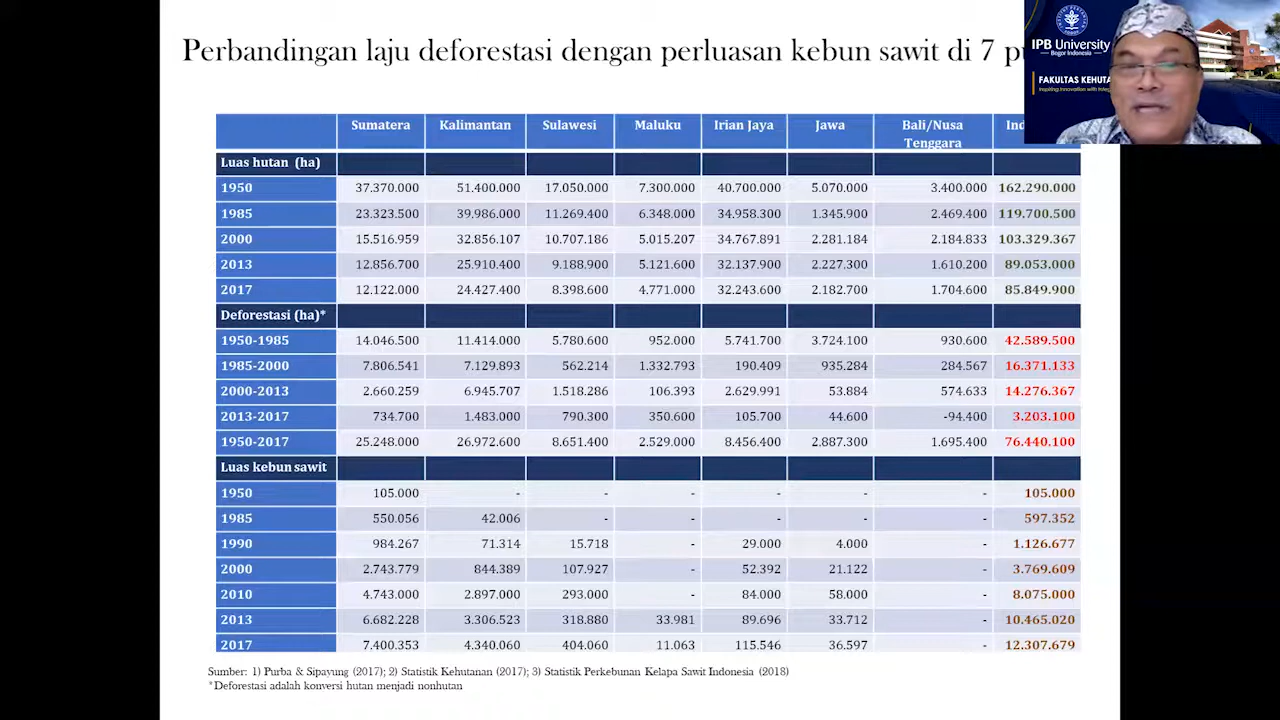 Perbandingan laju deforestasi dengan perluasan kebun sawit di 7
IPB University
Bogor Indonesia
FAKULTAS
Inspiring Innovation with
Sumatera Kalimantan Sulawesi Maluku Irian Jaya Jawa Bali/Nusa
Tenggara
Luas hutan (ha)
1950 37.370.000 51.400.000 17.050.000 7.300.000 40.700.000 5.070.000 3.400.000 162.290.000
1985 23.323.500 39.986.000 11.269.400 6.348.000 34.958.300 1.345.900 2.469.400 119.700.500
2000 15.516.959 32.856.107 10.707.186 5.015.207 34.767.891 2.281.184 2.184.833 103.329.367
2013 12.856.700 25.910.400 9.188.900 5.121.600 32.137.900 2.227.300 1.610.200 89.053.000
2017 12.122.000 24.427.400 8.398.600 4.771.000 32.243.600 2.182.700 1.704.600 85.849.900
Deforestasi (ha)*
1950-1985 14.046.500 11.414.000 5.780.600 952.000 5.741.700 3.724.100 930.600 42.589.500
1985-2000 7.806.541 7.129.893 562.214 1.332.793 190.409 935.284 284.567 16.371.133
2000-2013 2.660.259 6.945.707 1.518.286 106.393 2.629.991 53.884 574.633 14.276.367
2013-2017 734.700 1.483.000 790.300 350.600 105.700 44.600 -94.400 3.203.100
1950-2017 25.248.000 26.972.600 8.651.400 2.529.000 8.456.400 2.887.300 1.695.400 76.440.100
Luas kebun sawit
1950 105.000 - - - - - - 105.000
1985 550.056 42.006 - - - - - 597.352
1990 984.267 71.314 15.718 - 29.000 4.000 - 1.126.677
2000 2.743.779 844.389 107.927 - 52.392 21.122 - 3.769.609
2010 4.743.000 2.897.000 293.000 - 84.000 58.000 - 8.075.000
2013 6.682.228 3.306.523 318.880 33.981 89.696 33.712 - 10.465.020
2017 7.400.353 4.340.060 404.060 11.063 115.546 36.597 - 12.307.679
Sumber: 1) Purba & Sipayung (2017); 2) Statistik Kehutanan (2017); 3) Statistik Perkebunan Kelapa Sawit Indonesia (2018)
*Deforestasi adalah konversi hutan menjadi nonhutan